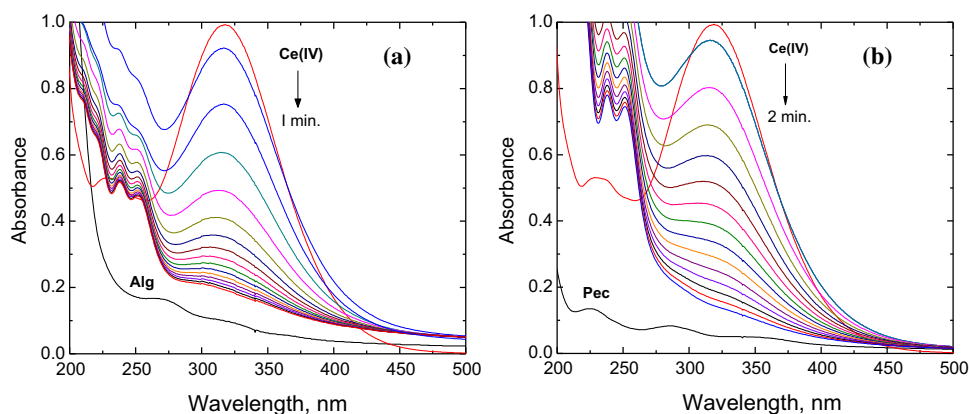 (a)
Ce(IV)
1 min.
Alg
Absorbance
1.0
0.8
0.6
0.4
0.2
0.0
200 250 300 350 400 450 500
Wavelength, nm
(b)
Ce(IV)
2 min.
Pec
Absorbance
1.0
0.8
0.6
0.4
0.2
0.0
200 250 300 350 400 450 500
Wavelength, nm